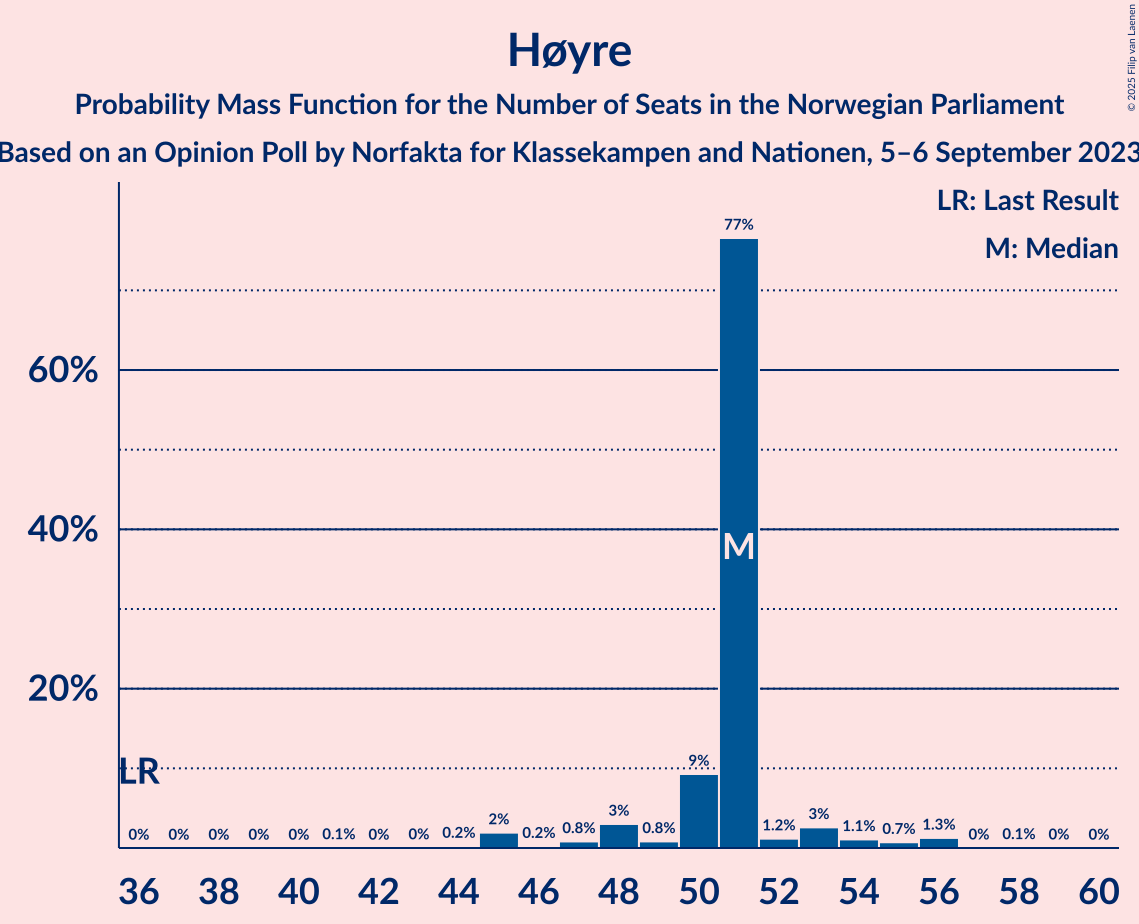 © 2025 Filip van Laenen
Høyre
Probability Mass Function for the Number of Seats in the Norwegian Parliament
Based on an Opinion Poll by Norfakta for Klassekampen and Nationen, 5–6 September 2023
LR: Last Result
M: Median
77%
60%
40%
M
20%
9%
LR
0% 0% 0% 0% 0% 0.1% 0% 0% 0.2% 2% 0.2% 0.8% 3% 0.8% 1.2% 3% 1.1% 0.7% 1.3% 0% 0.1% 0% 0%
36 38 40 42 44 46 48 50 52 54 56 58 60